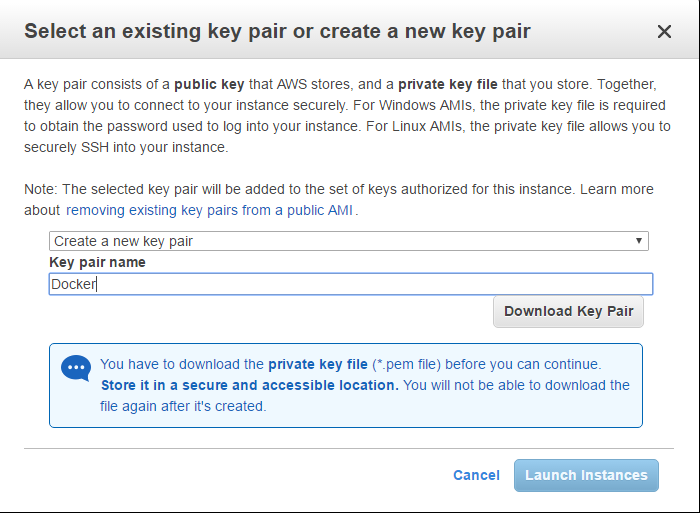 Select an existing key pair or create a new key pair
A key pair consists of a public key that AWS stores, and a private key file that you store. Together,
they allow you to connect to your instance securely. For Windows AMIs, the private key file is required
to obtain the password used to log into your instance. For Linux AMIs, the private key file allows you to
securely SSH into your instance.
Note: The selected key pair will be added to the set of keys authorized for this instance. Learn more
about removing existing key pairs from a public AMI .
Create a new key pair
Key pair name
Docker
Download Key Pair
You have to download the private key file (*.pem file) before you can continue.
Store it in a secure and accessible location. You will not be able to download the
file again after it's created.
Cancel Launch Instances